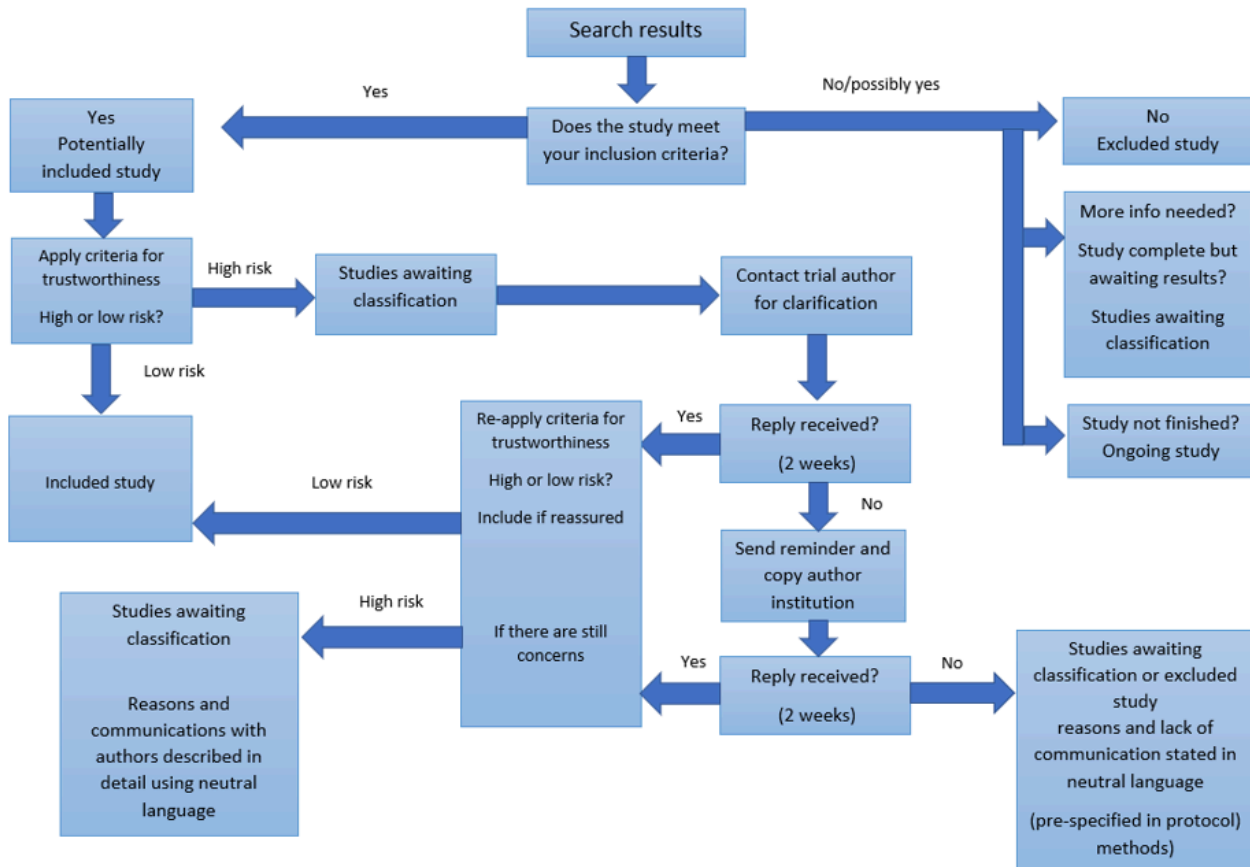 Search results
Yes
No/possibly yes
Yes
Potentially
included study
Does the study meet
your inclusion criteria?
No
Excluded study
More info needed?
Study complete but
awaiting results?
Studies awaiting
classification
Apply criteria for
trustworthiness
High or low risk?
High risk
Studies awaiting
classification
Contact trial author
for clarification
Low risk
Study not finished?
Ongoing study
Included study
Low risk
Re-apply criteria for
trustworthiness
High or low risk?
Include if reassured
If there are still
concerns
Yes
Reply received?
(2 weeks)
No
Send reminder and
copy author
institution
High risk
Studies awaiting
classification
Reasons and
communications with
authors described in
detail using neutral
language
Yes
Reply received?
(2 weeks)
No
Studies awaiting
classification or excluded
study
reasons and lack of
communication stated in
neutral language
(pre-specified in protocol)
methods)